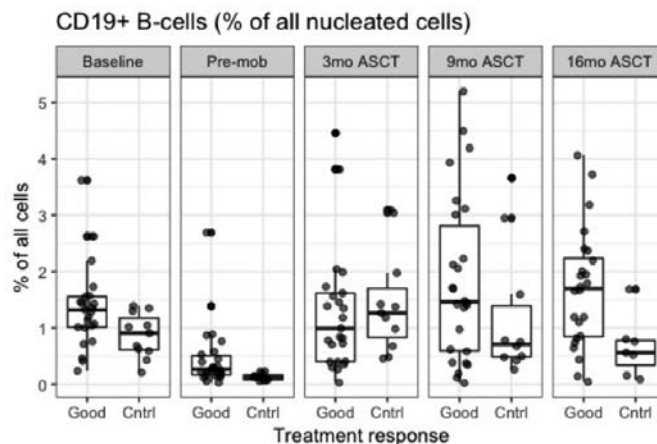 CD19+ B-cells (% of all nucleated cells)
Baseline Pre-mob 3mo ASCT 9mo ASCT 16mo ASCT
5
4
3
2
1
0
% of all cells
Good Cntrl Good Cntrl Good Cntrl Good Cntrl Good Cntrl
Treatment response